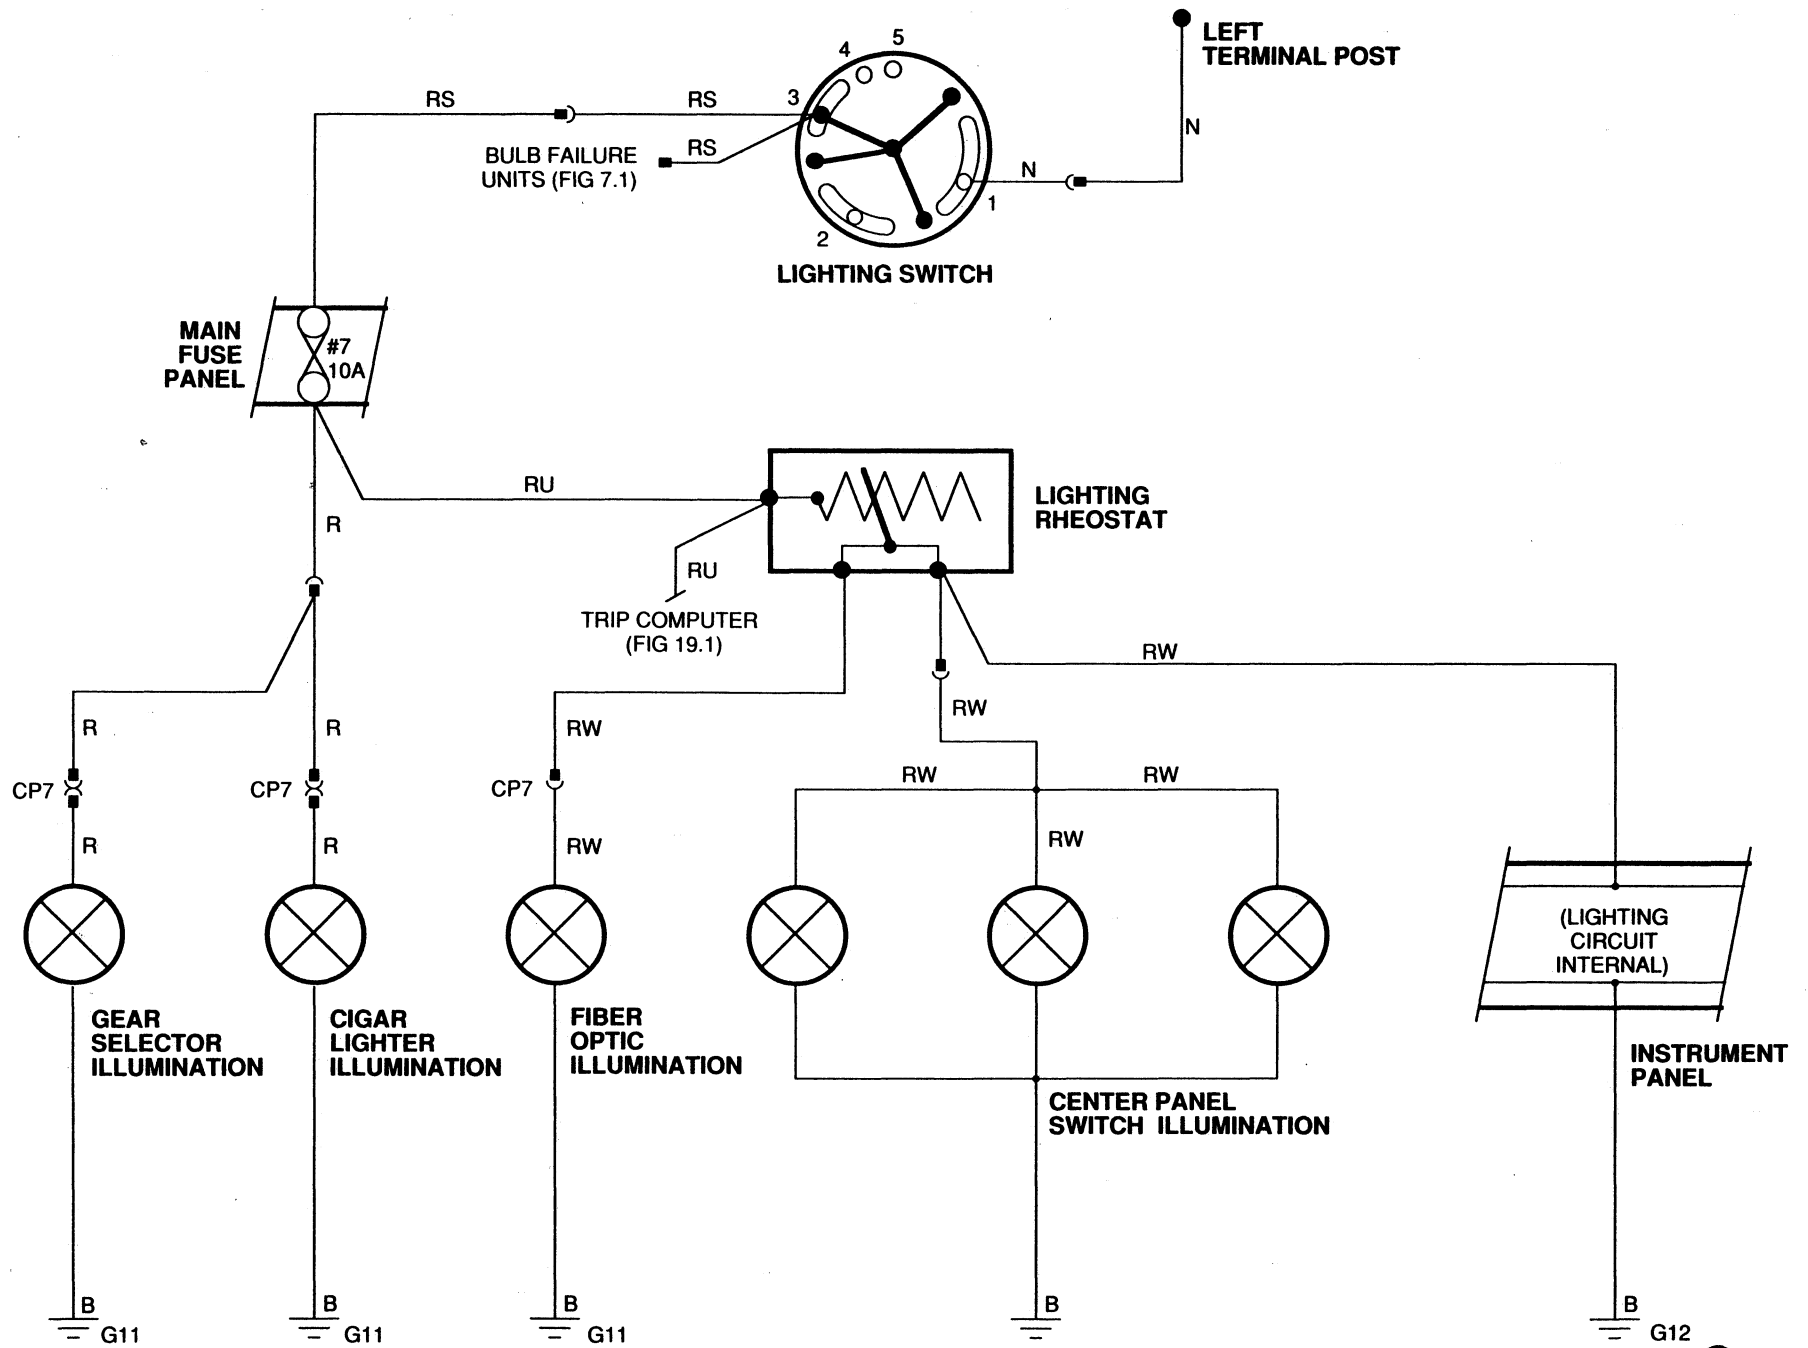 LEFT
TERMINAL POST
4
5
3
RS
RS
RS
N
N
BULB FAILURE
UNITS (FIG 7.1)
1
2
LIGHTING SWITCH
MAIN
FUSE
PANEL
#7
10A
RU
R
LIGHTING
RHEOSTAT
RU
TRIP COMPUTER
(FIG 19.1)
RW
RW
R
R
RW
RW
RW
CP7
CP7
CP7
RW
R
R
RW
(LIGHTING
CIRCUIT
INTERNAL)
GEAR
SELECTOR
ILLUMINATION
CIGAR
LIGHTER
ILLUMINATION
FIBER
OPTIC
ILLUMINATION
CENTER PANEL
SWITCH ILLUMINATION
INSTRUMENT
PANEL
B
G11
B
G11
B
G11
B
B
G12